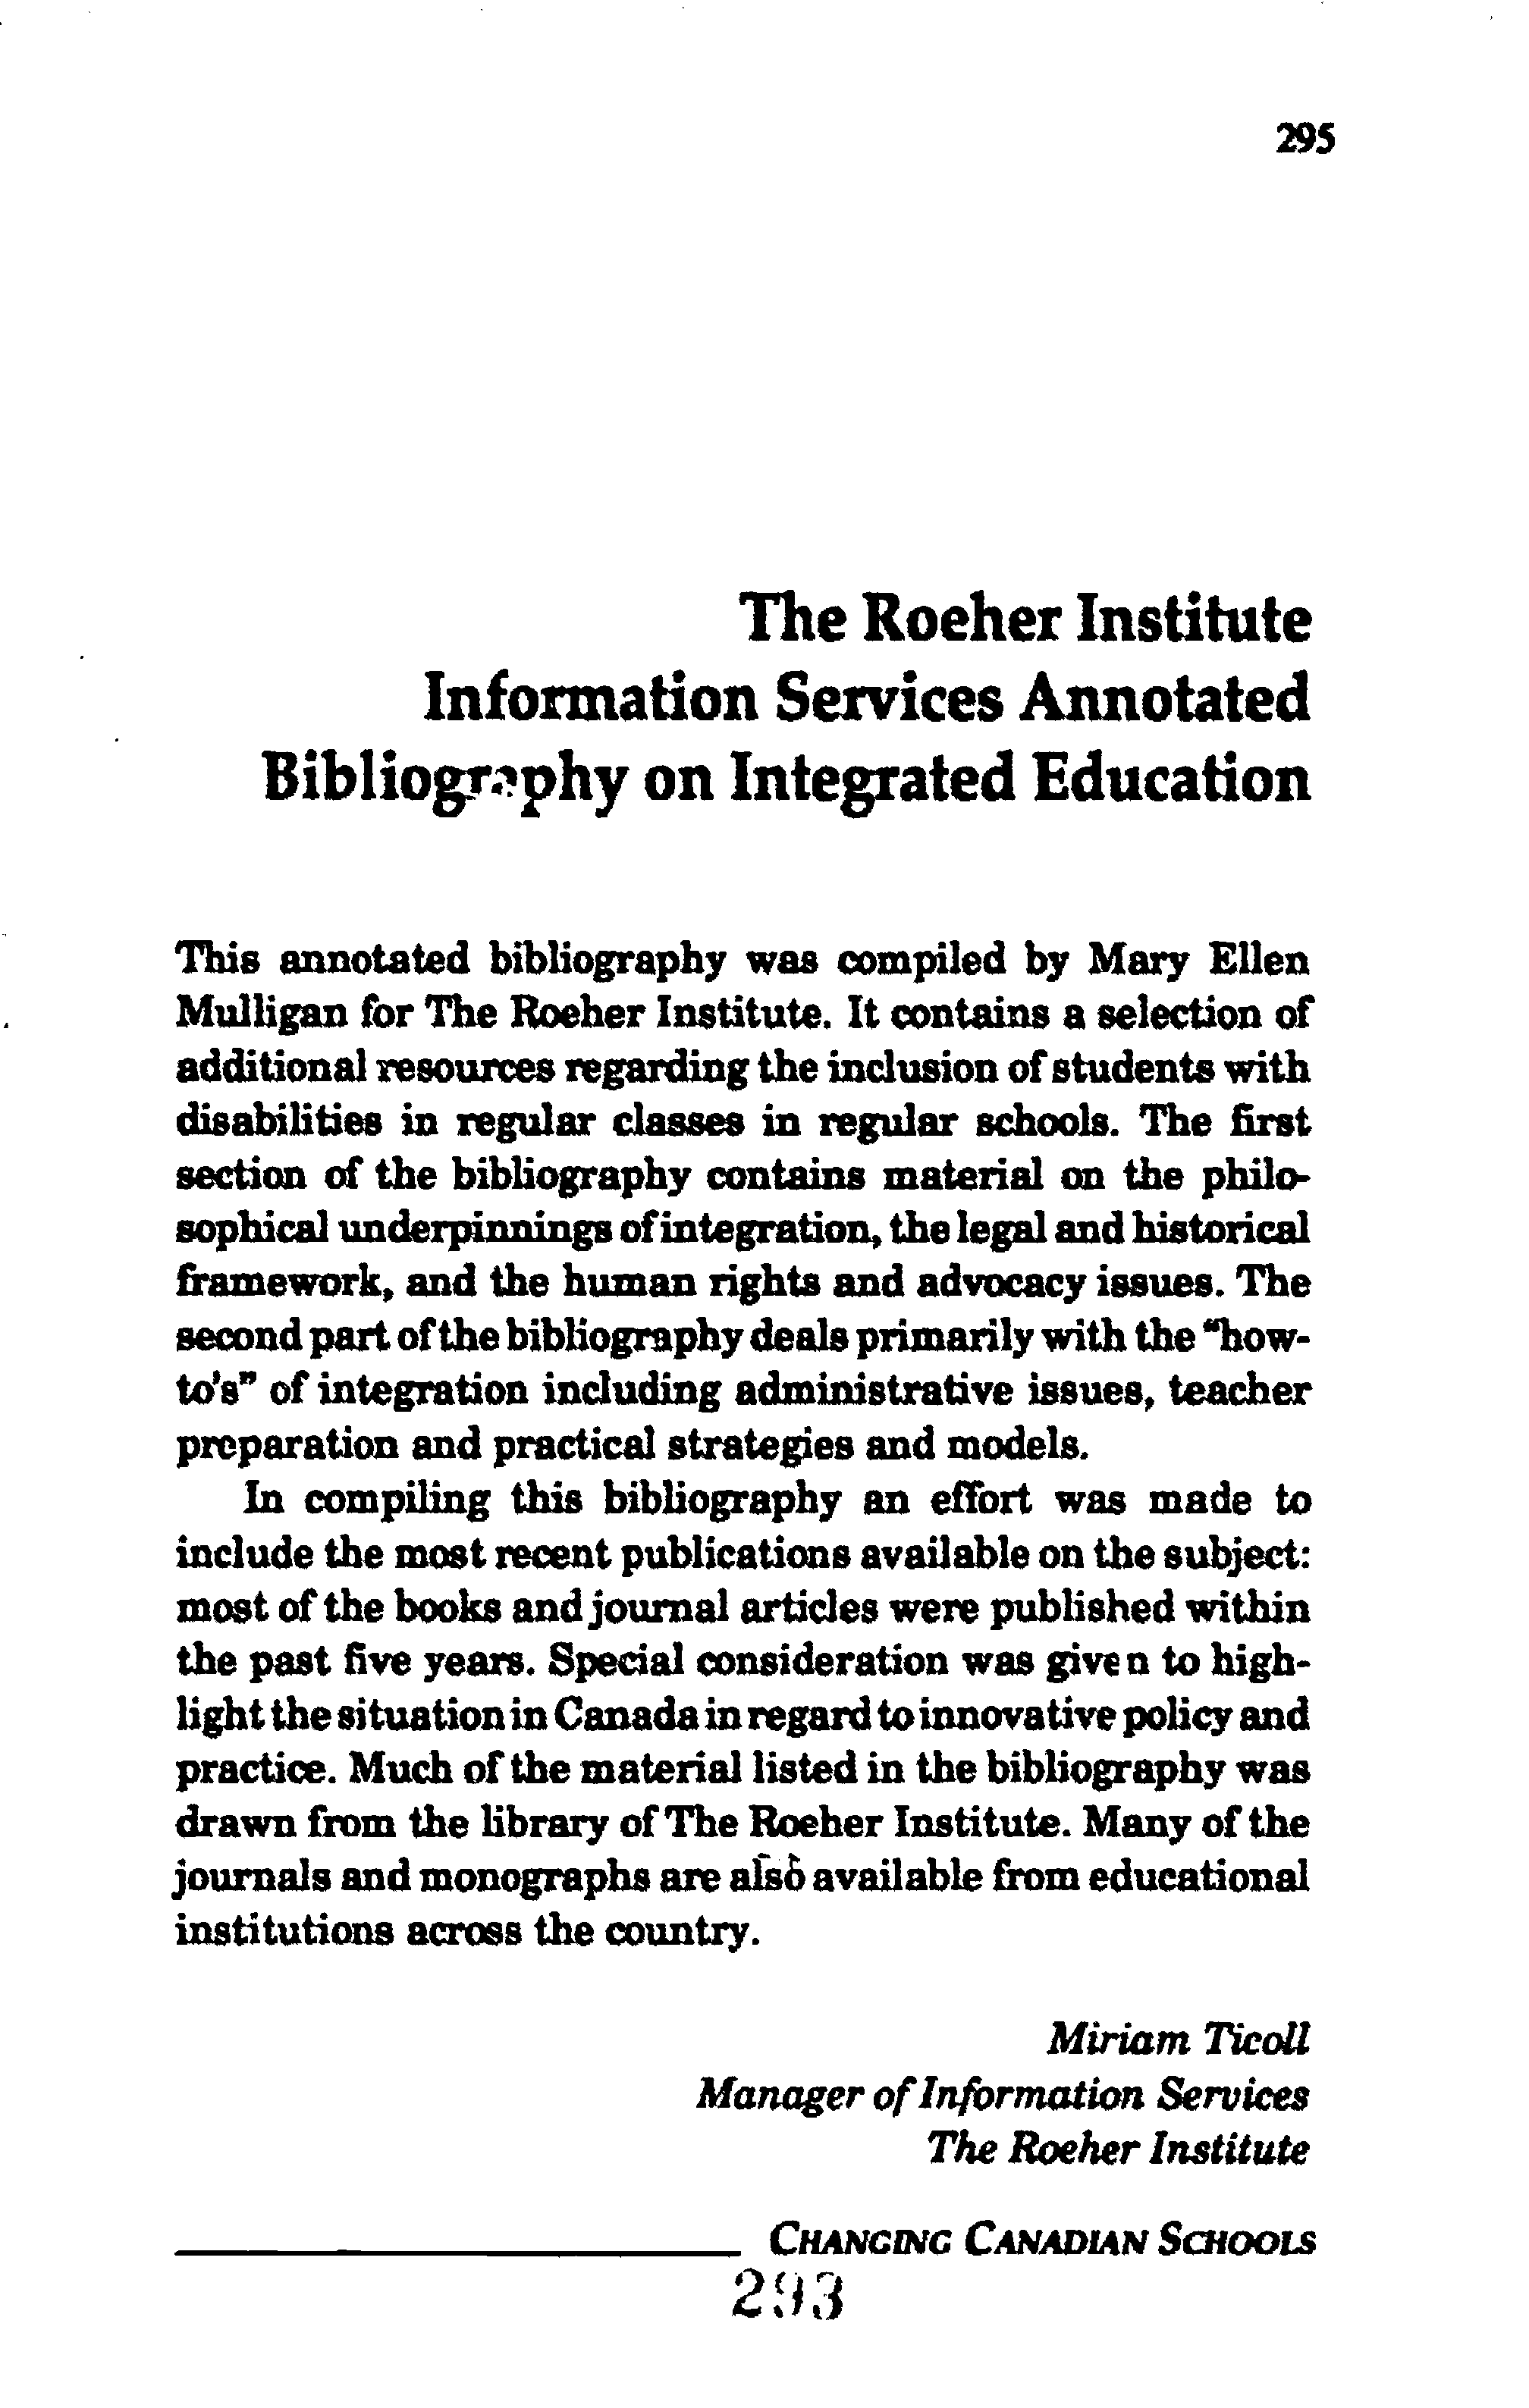 295
The Roeher Institute
Information Services Annotated
Bibliography on Integrated Education
This annotated bibliography was compiled by Mary Ellen
Mulligan for The Roeher Institute. It contains a selection of
additional resources regarding the inclusion of students with
disabilities in regular classes in regular schools. The first
section of the bibliography contains material on the philo-
sophical underpinnings of integration, the legal and historical
framework, and the human rights and advocacy issues. The
second part of the bibliography deals primarily with the "how-
to's" of integration including administrative issues, teacher
preparation and practical strategies and models.
In compiling this bibliography an effort was made to
include the most recent publications available on the subject:
most of the books and journal articles were published within
the past five years. Special consideration was given to high-
light the situation in Canada in regard to innovative policy and
practice. Much of the material listed in the bibliography was
drawn from the library of The Roeher Institute. Many of the
journals and monographs are also available from educational
institutions across the country.
Miriam Ticoll
Manager of Information Services
The Roeher Institute
CHANGING CANADIAN SCHOOLS
293